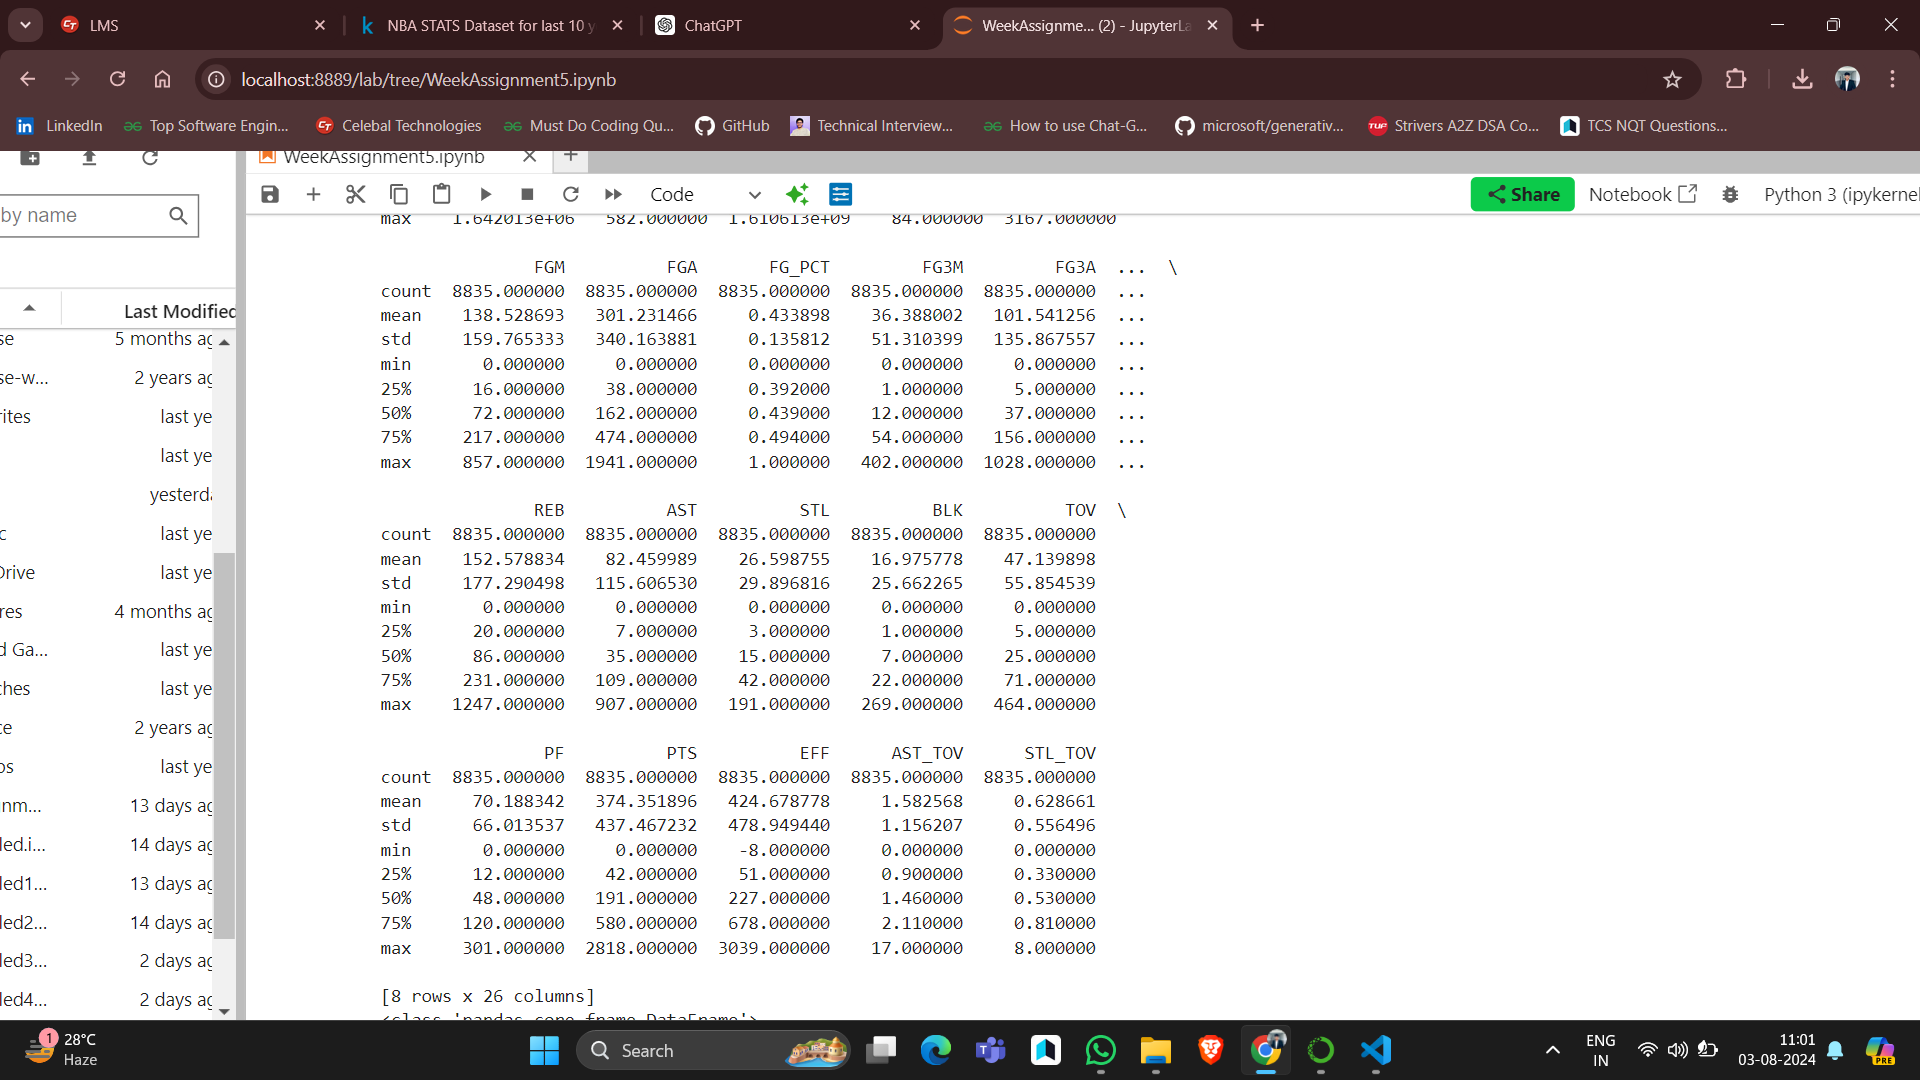 LMS
NBA STATS Dataset for last 10 y
ChatGPT
WeekAssignme... (2) - JupyterLa
localhost:8889/lab/tree/WeekAssignment5.ipynb
LinkedIn
Top Software Engin...
Celebal Technologies
Must Do Coding Qu...
GitHub
Technical Interview...
How to use Chat-G...
microsoft/generativ...
Strivers A2Z DSA Co...
TCS NQT Questions...
WeekAssignment5.ipynb
Code
Share
Notebook
Python 3 (ipykernel
by name
Last Modified
se 5 months ag
se-w... 2 years ag
rites last ye
last ye
yesterda
c last ye
Drive last ye
res 4 months ag
d Ga... last ye
ches last ye
ce 2 years ag
os last ye
nm... 13 days ag
led.i... 14 days ag
led1... 13 days ag
led2... 14 days ag
led3... 2 days ag
led4... 2 days ag
max 1.642013e+06 582.000000 1.610613e+09 84.000000 3167.000000
FGM FGA FG_PCT FG3M FG3A ... \
count 8835.000000 8835.000000 8835.000000 8835.000000 8835.000000 ...
mean 138.528693 301.231466 0.433898 36.388002 101.541256 ...
std 159.765333 340.163881 0.135812 51.310399 135.867557 ...
min 0.000000 0.000000 0.000000 0.000000 0.000000 ...
25% 16.000000 38.000000 0.392000 1.000000 5.000000 ...
50% 72.000000 162.000000 0.439000 12.000000 37.000000 ...
75% 217.000000 474.000000 0.494000 54.000000 156.000000 ...
max 857.000000 1941.000000 1.000000 402.000000 1028.000000 ...
REB AST STL BLK TOV \
count 8835.000000 8835.000000 8835.000000 8835.000000 8835.000000
mean 152.578834 82.459989 26.598755 16.975778 47.139898
std 177.290498 115.606530 29.896816 25.662265 55.854539
min 0.000000 0.000000 0.000000 0.000000 0.000000
25% 20.000000 7.000000 3.000000 1.000000 5.000000
50% 86.000000 35.000000 15.000000 7.000000 25.000000
75% 231.000000 109.000000 42.000000 22.000000 71.000000
max 1247.000000 907.000000 191.000000 269.000000 464.000000
PF PTS EFF AST_TOV STL_TOV
count 8835.000000 8835.000000 8835.000000 8835.000000 8835.000000
mean 70.188342 374.351896 424.678778 1.582568 0.628661
std 66.013537 437.467232 478.949440 1.156207 0.556496
min 0.000000 0.000000 -8.000000 0.000000 0.000000
25% 12.000000 42.000000 51.000000 0.900000 0.330000
50% 48.000000 191.000000 227.000000 1.460000 0.530000
75% 120.000000 580.000000 678.000000 2.110000 0.810000
max 301.000000 2818.000000 3039.000000 17.000000 8.000000
[8 rows x 26 columns]
<class 'pandas.core.frame.DataFrame'>
1
28°C
Haze
Search
ENG
IN
11:01
03-08-2024
PRE